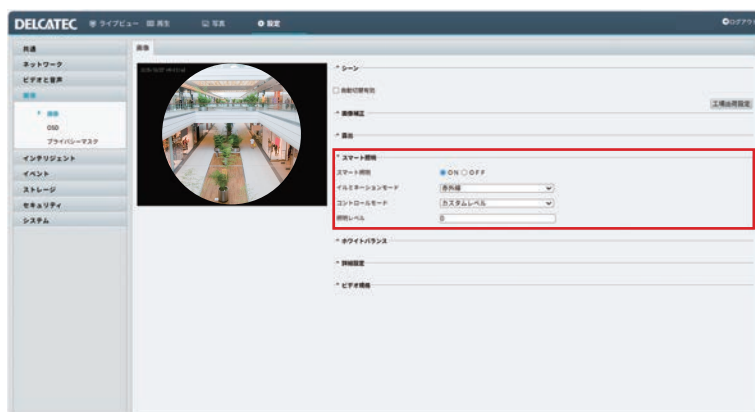 DELCATEC ライブビュー 再生 写真 設定 ログアウト
共通
ネットワーク
ビデオと音声
画像
画像
OSD
プライバシーマスク
インテリジェント
イベント
ストレージ
セキュリティ
システム
画像
シーン
自動切替有効
工場出荷設定
画像補正
露出
スマート照明
スマート照明 ON OFF
イルミネーションモード 赤外線
コントロールモード カスタムレベル
照明レベル 0
ホワイトバランス
詳細設定
ビデオ規格